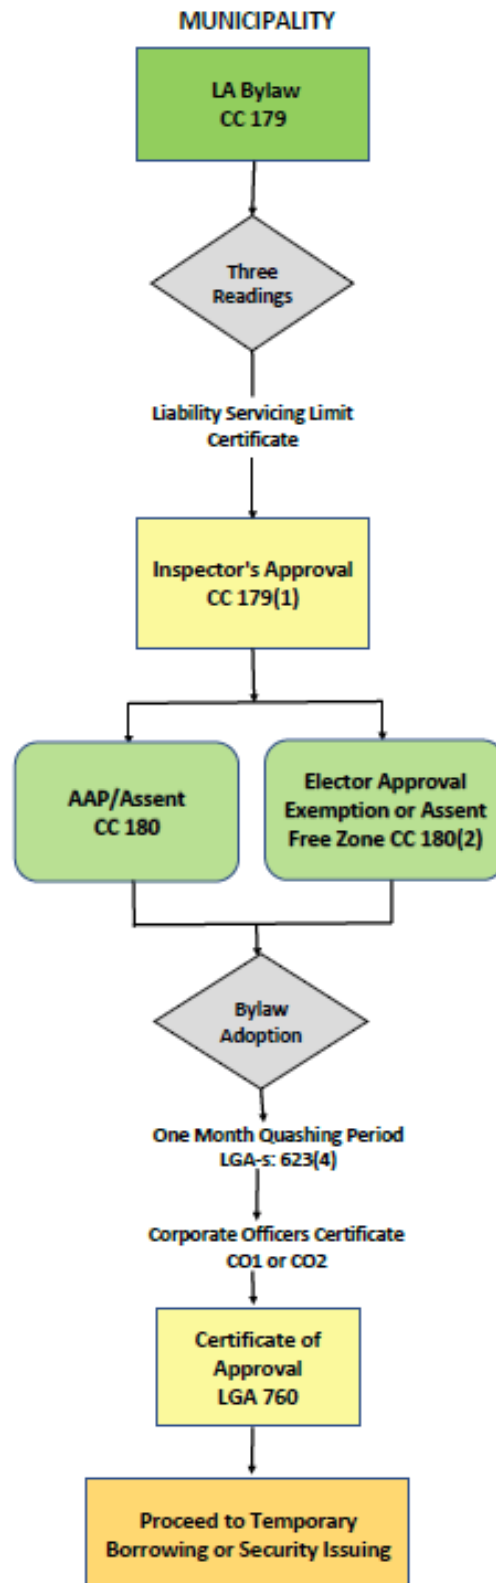 MUNICIPALITY
LA Bylaw
CC 179
Three
Readings
Liability Servicing Limit
Certificate
Inspector's Approval
CC 179(1)
AAP/Assent
CC 180
Elector Approval
Exemption or Assent
Free Zone CC 180(2)
Bylaw
Adoption
One Month Quashing Period
LGA-s: 623(4)
Corporate Officers Certificate
CO1 or CO2
Certificate of
Approval
LGA 760
Proceed to Temporary
Borrowing or Security Issuing